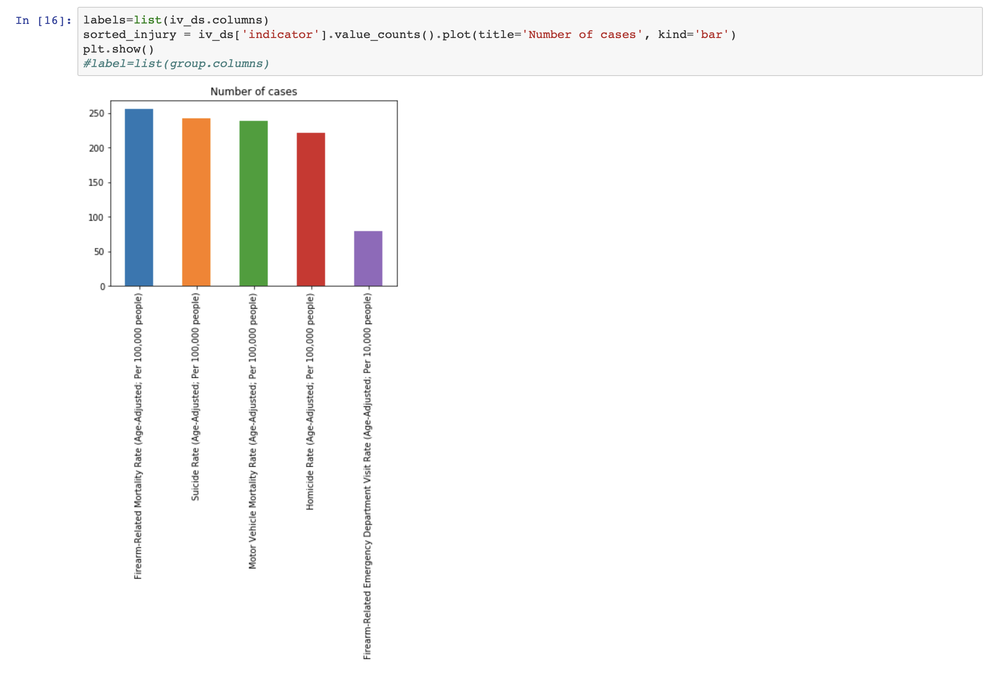 In [16]:
labels=list(iv_ds.columns)
sorted_injury = iv_ds['indicator'].value_counts().plot(title='Number of cases', kind='bar')
plt.show()
#label=list(group.columns)
Number of cases
250
200
150
100
50
0
Firearm-Related Mortality Rate (Age-Adjusted; Per 100,000 people)
Suicide Rate (Age-Adjusted; Per 100,000 people)
Motor Vehicle Mortality Rate (Age-Adjusted; Per 100,000 people)
Homicide Rate (Age-Adjusted; Per 100,000 people)
Firearm-Related Emergency Department Visit Rate (Age-Adjusted; Per 10,000 people)